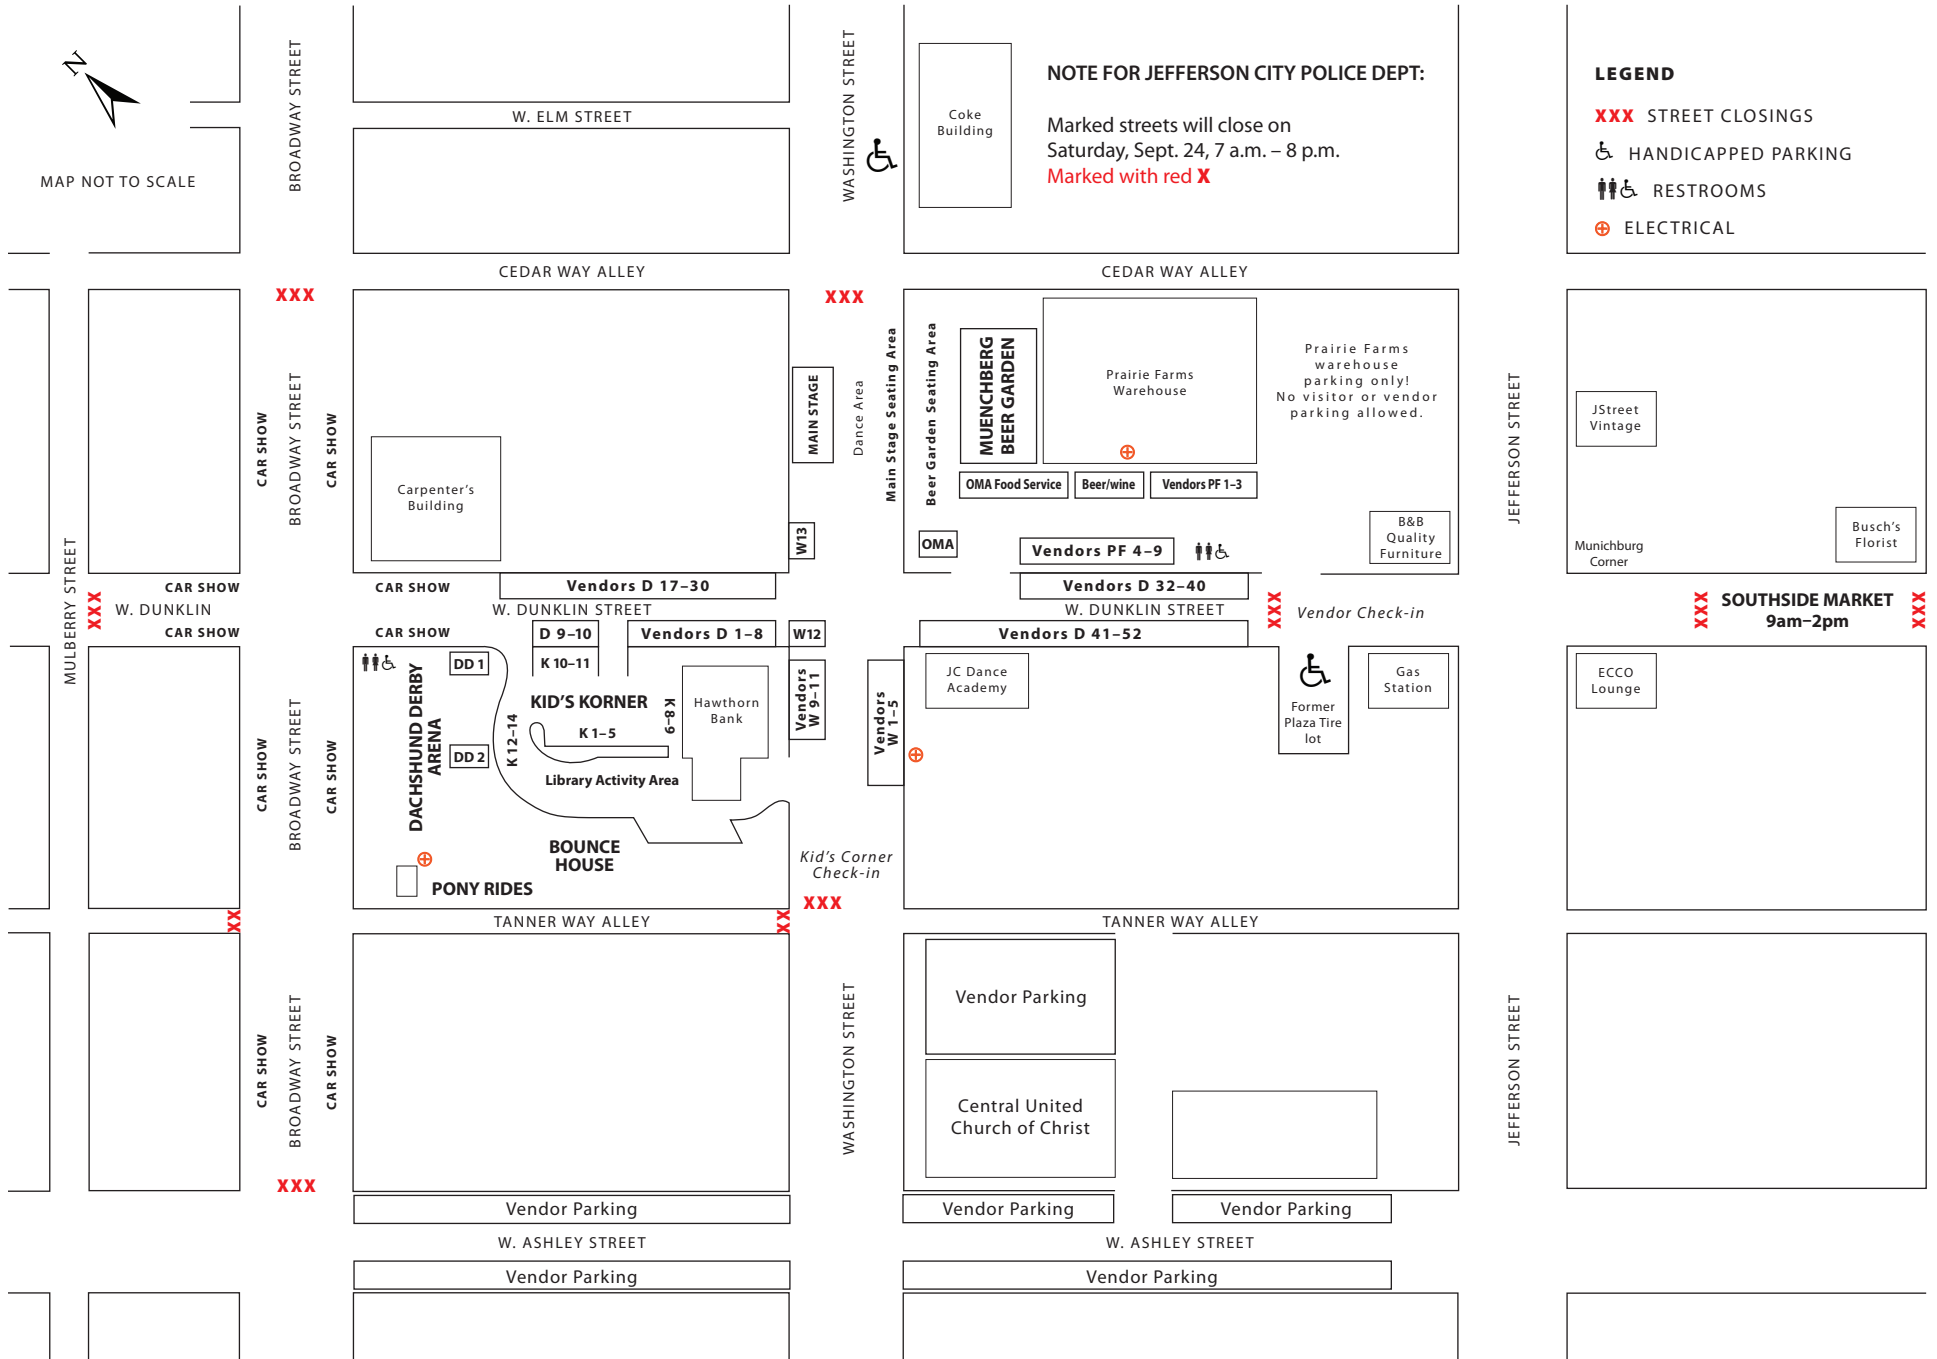 N
MAP NOT TO SCALE
BROADWAY STREET
W. ELM STREET
WASHINGTON STREET
Coke
Building
NOTE FOR JEFFERSON CITY POLICE DEPT:
Marked streets will close on
Saturday, Sept. 24, 7 a.m. – 8 p.m.
Marked with red X
LEGEND
XXX STREET CLOSINGS
HANDICAPPED PARKING
RESTROOMS
ELECTRICAL
CEDAR WAY ALLEY
CEDAR WAY ALLEY
XXX
XXX
CAR SHOW
BROADWAY STREET
CAR SHOW
Carpenter's
Building
MAIN STAGE
Dance Area
Main Stage Seating Area
Beer Garden Seating Area
MUENCHBERG
BEER GARDEN
Prairie Farms
Warehouse
Prairie Farms
warehouse
parking only!
No visitor or vendor
parking allowed.
JEFFERSON STREET
JStreet
Vintage
OMA Food Service
Beer/wine
Vendors PF 1–3
W13
OMA
Vendors PF 4–9
B&B
Quality
Furniture
Munichburg
Corner
Busch's
Florist
MULBERRY STREET
CAR SHOW
CAR SHOW
Vendors D 17–30
Vendors D 32–40
XXX
W. DUNKLIN
W. DUNKLIN STREET
W. DUNKLIN STREET
XXX
Vendor Check-in
XXX
SOUTHSIDE MARKET
9am–2pm
XXX
CAR SHOW
CAR SHOW
D 9–10
Vendors D 1–8
W12
Vendors D 41–52
DD 1
K 10–11
DACHSHUND DERBY
ARENA
KID'S KORNER
K 8–9
Hawthorn
Bank
Vendors
W 9–11
Vendors
W 1–5
JC Dance
Academy
Former
Plaza Tire
lot
Gas
Station
ECCO
Lounge
CAR SHOW
BROADWAY STREET
CAR SHOW
DD 2
K 12–14
K 1–5
Library Activity Area
BOUNCE
HOUSE
Kid's Corner
Check-in
PONY RIDES
XXX
XX
TANNER WAY ALLEY
XX
TANNER WAY ALLEY
CAR SHOW
BROADWAY STREET
CAR SHOW
WASHINGTON STREET
Vendor Parking
Central United
Church of Christ
JEFFERSON STREET
XXX
Vendor Parking
Vendor Parking
Vendor Parking
W. ASHLEY STREET
W. ASHLEY STREET
Vendor Parking
Vendor Parking